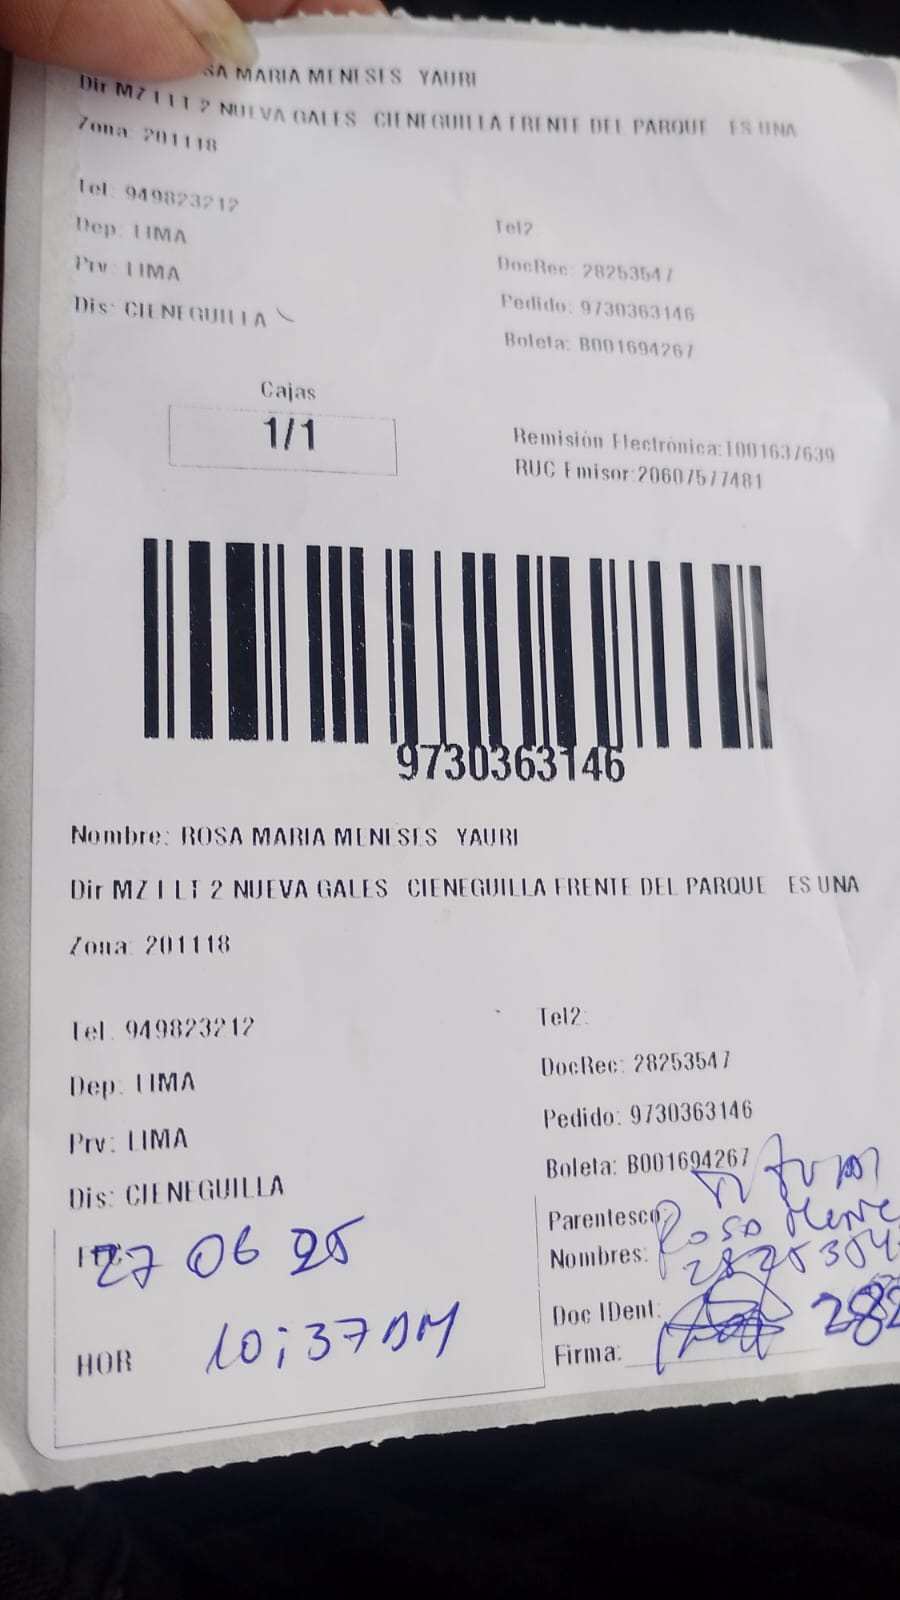 SA MARIA MENESES YAURI
Dir MZ I LT 2 NUEVA GALES CIENEGUILLA FRENTE DEL PARQUE ES UNA
Zona: 201118
Tel: 949823212
Tel2:
Dep: LIMA
DocRec: 28253547
Prv: LIMA
Pedido: 9730363146
Dis: CIENEGUILLA
Boleta: B001694267
Cajas
1/1
Remisión Electrónica:T001637639
RUC Emisor:20607577481
9730363146
Nombre: ROSA MARIA MENESES YAURI
Dir MZ I LT 2 NUEVA GALES CIENEGUILLA FRENTE DEL PARQUE ES UNA
Zona: 201118
Tel: 949823212
Tel2:
Dep: LIMA
DocRec: 28253547
Prv: LIMA
Pedido: 9730363146
Dis: CIENEGUILLA
Boleta: B001694267
Parentesco:
27 06 25
Nombres: Rosa Mene
Doc IDent:
HOR 10:37AM
Firma: